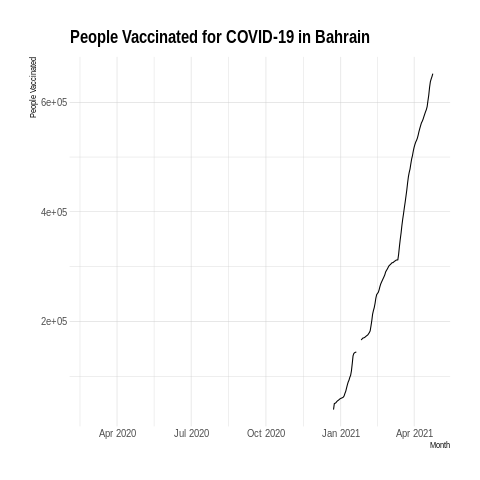 People Vaccinated for COVID-19 in Bahrain
People Vaccinated
6e+05
4e+05
2e+05
Apr 2020 Jul 2020 Oct 2020 Jan 2021 Apr 2021
Month